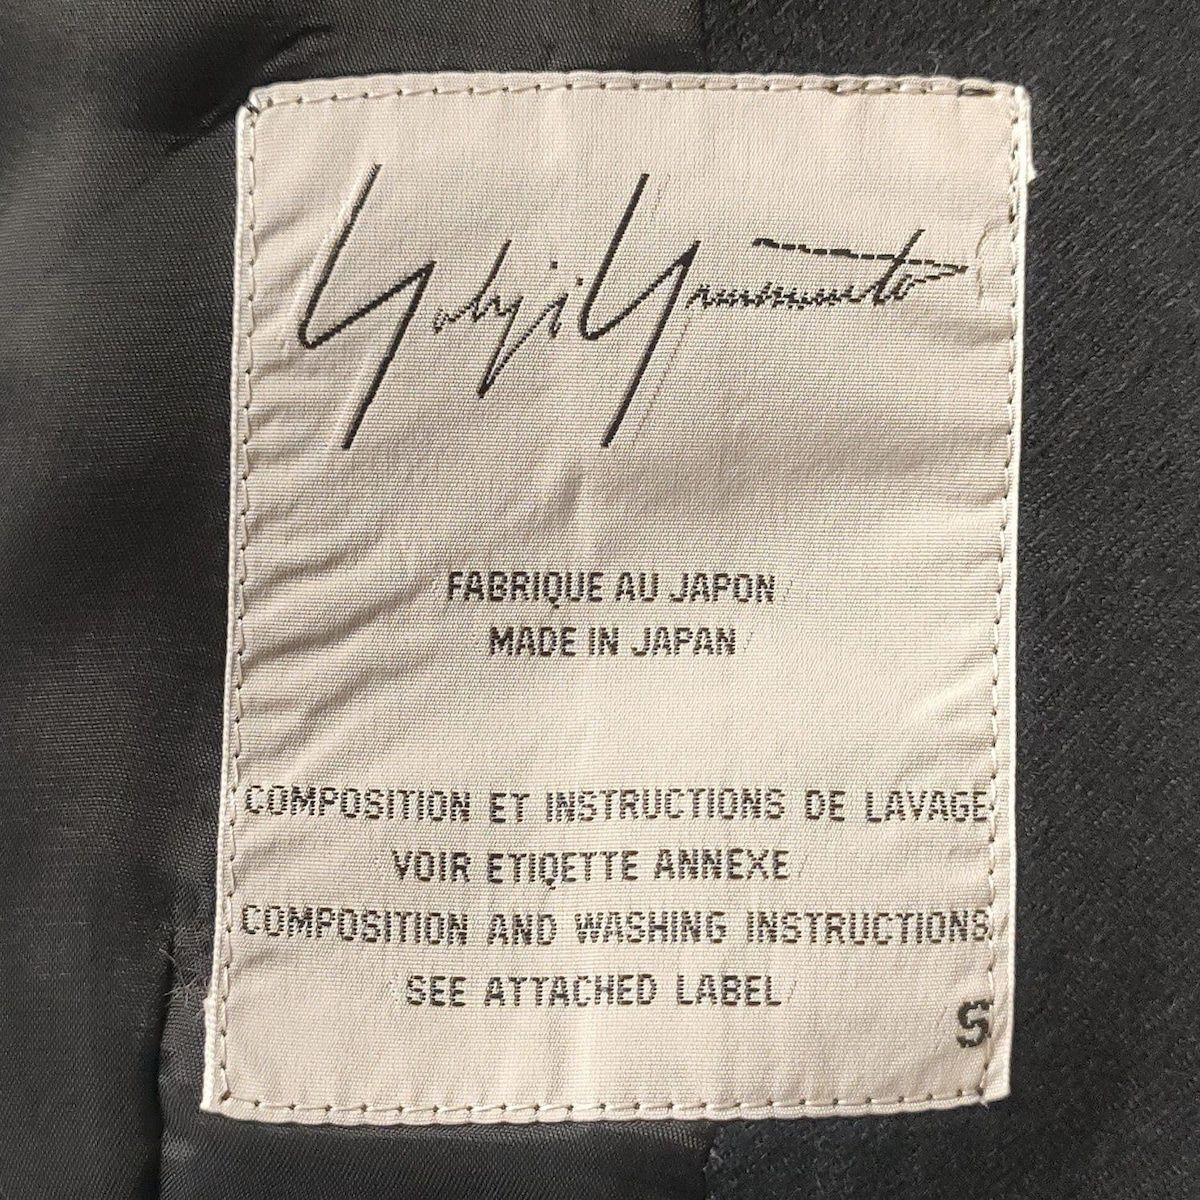 Yohji Yamamoto
FABRIQUE AU JAPON
MADE IN JAPAN
COMPOSITION ET INSTRUCTIONS DE LAVAGE
VOIR ETIQETTE ANNEXE
COMPOSITION AND WASHING INSTRUCTIONS
SEE ATTACHED LABEL
S